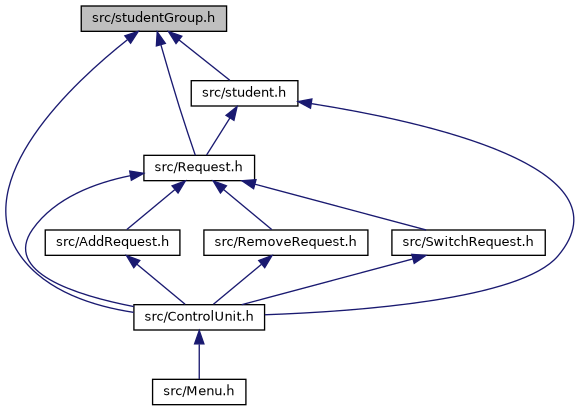 src/studentGroup.h
src/student.h
src/Request.h
src/AddRequest.h
src/RemoveRequest.h
src/SwitchRequest.h
src/ControlUnit.h
src/Menu.h